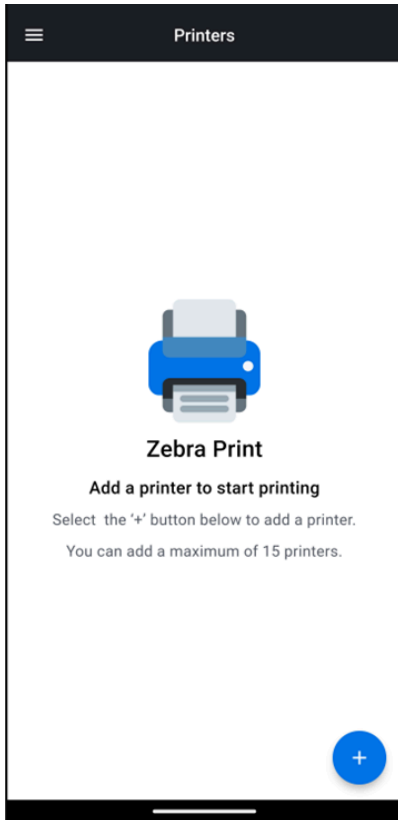 Printers
Zebra Print
Add a printer to start printing
Select the ‘+’ button below to add a printer.
You can add a maximum of 15 printers.
+